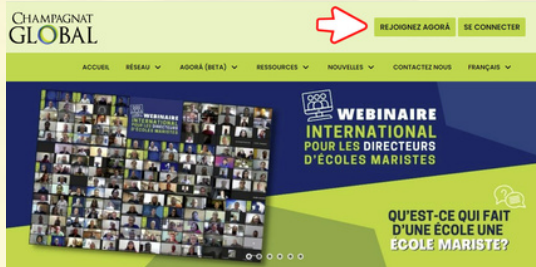 CHAMPAGNAT
GLOBAL
REJOIGNEZ AGORÀ SE CONNECTER
ACCUEIL RÉSEAU AGORÁ (BETA) RESSOURCES NOUVELLES CONTACTEZ NOUS FRANÇAIS
WEBINAIRE
INTERNATIONAL
POUR LES DIRECTEURS
D'ÉCOLES MARISTES
QU'EST-CE QUI FAIT
D'UNE ÉCOLE UNE
ÉCOLE MARISTE?